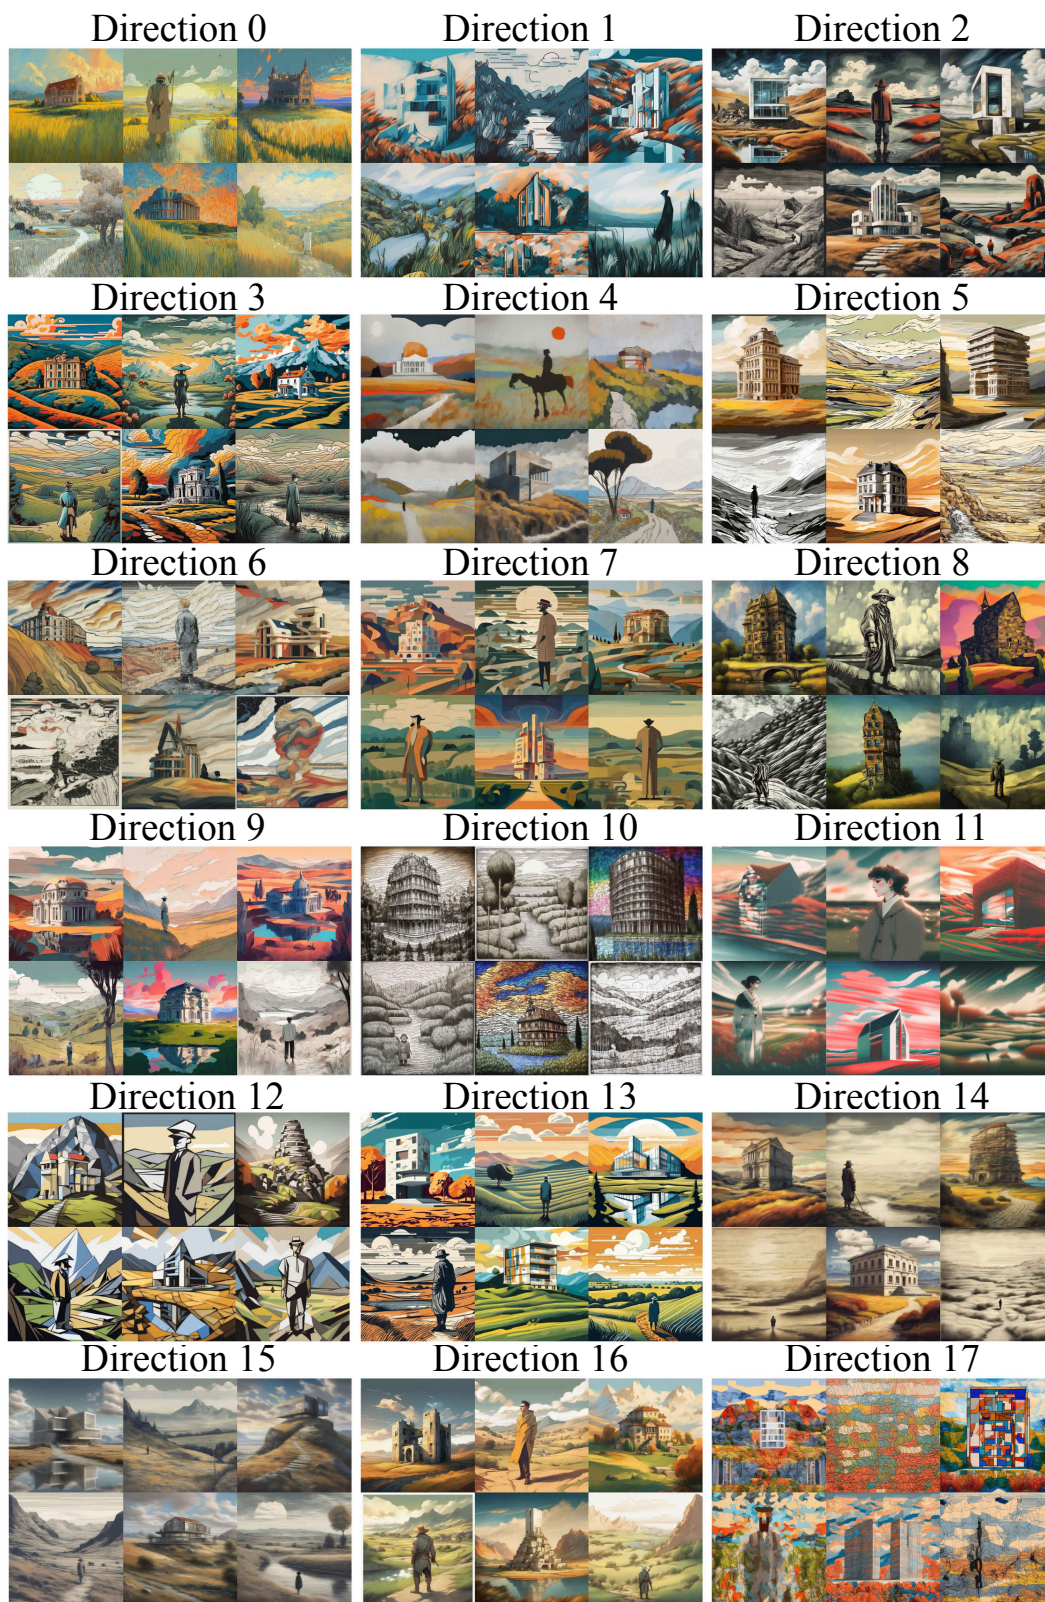 Direction 0
Direction 1
Direction 2
Direction 3
Direction 4
Direction 5
Direction 6
Direction 7
Direction 8
Direction 9
Direction 10
Direction 11
Direction 12
Direction 13
Direction 14
Direction 15
Direction 16
Direction 17